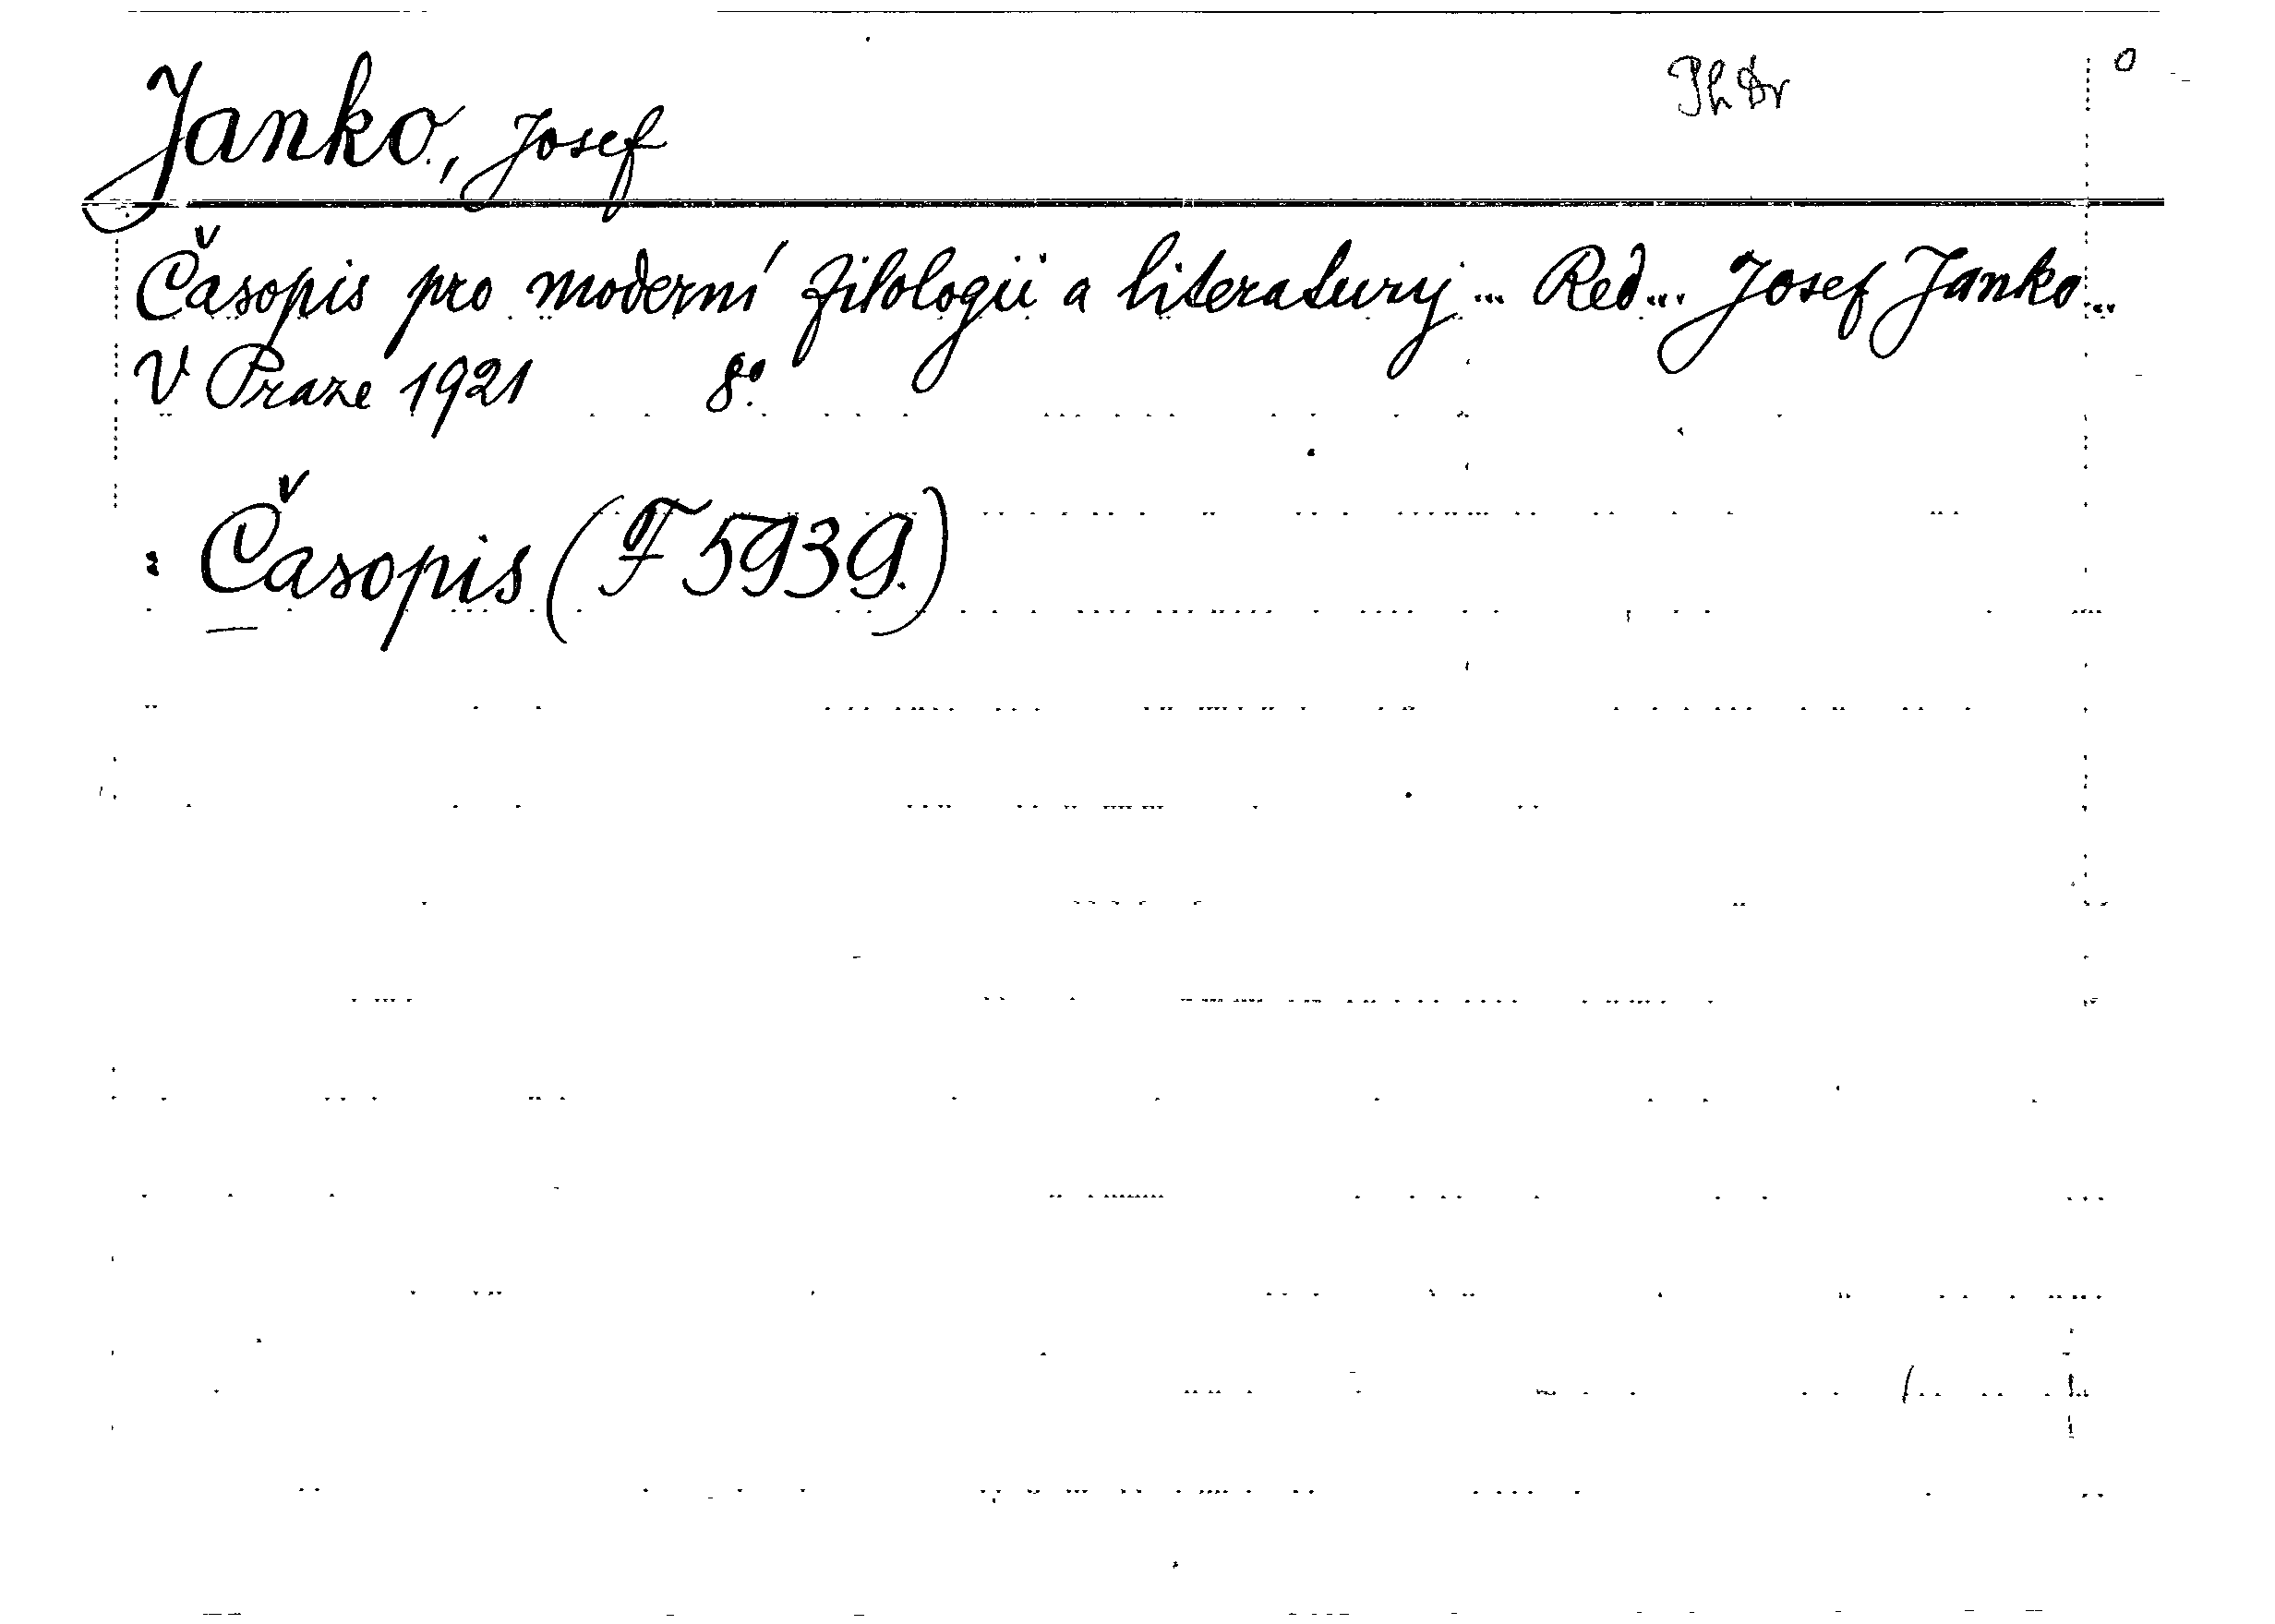 Janko, Josef PhDr
Časopis pro moderní filologii a literatury ... Red... Josef Janko...
V Praze 1921 8°.
: Časopis (F 5939.)